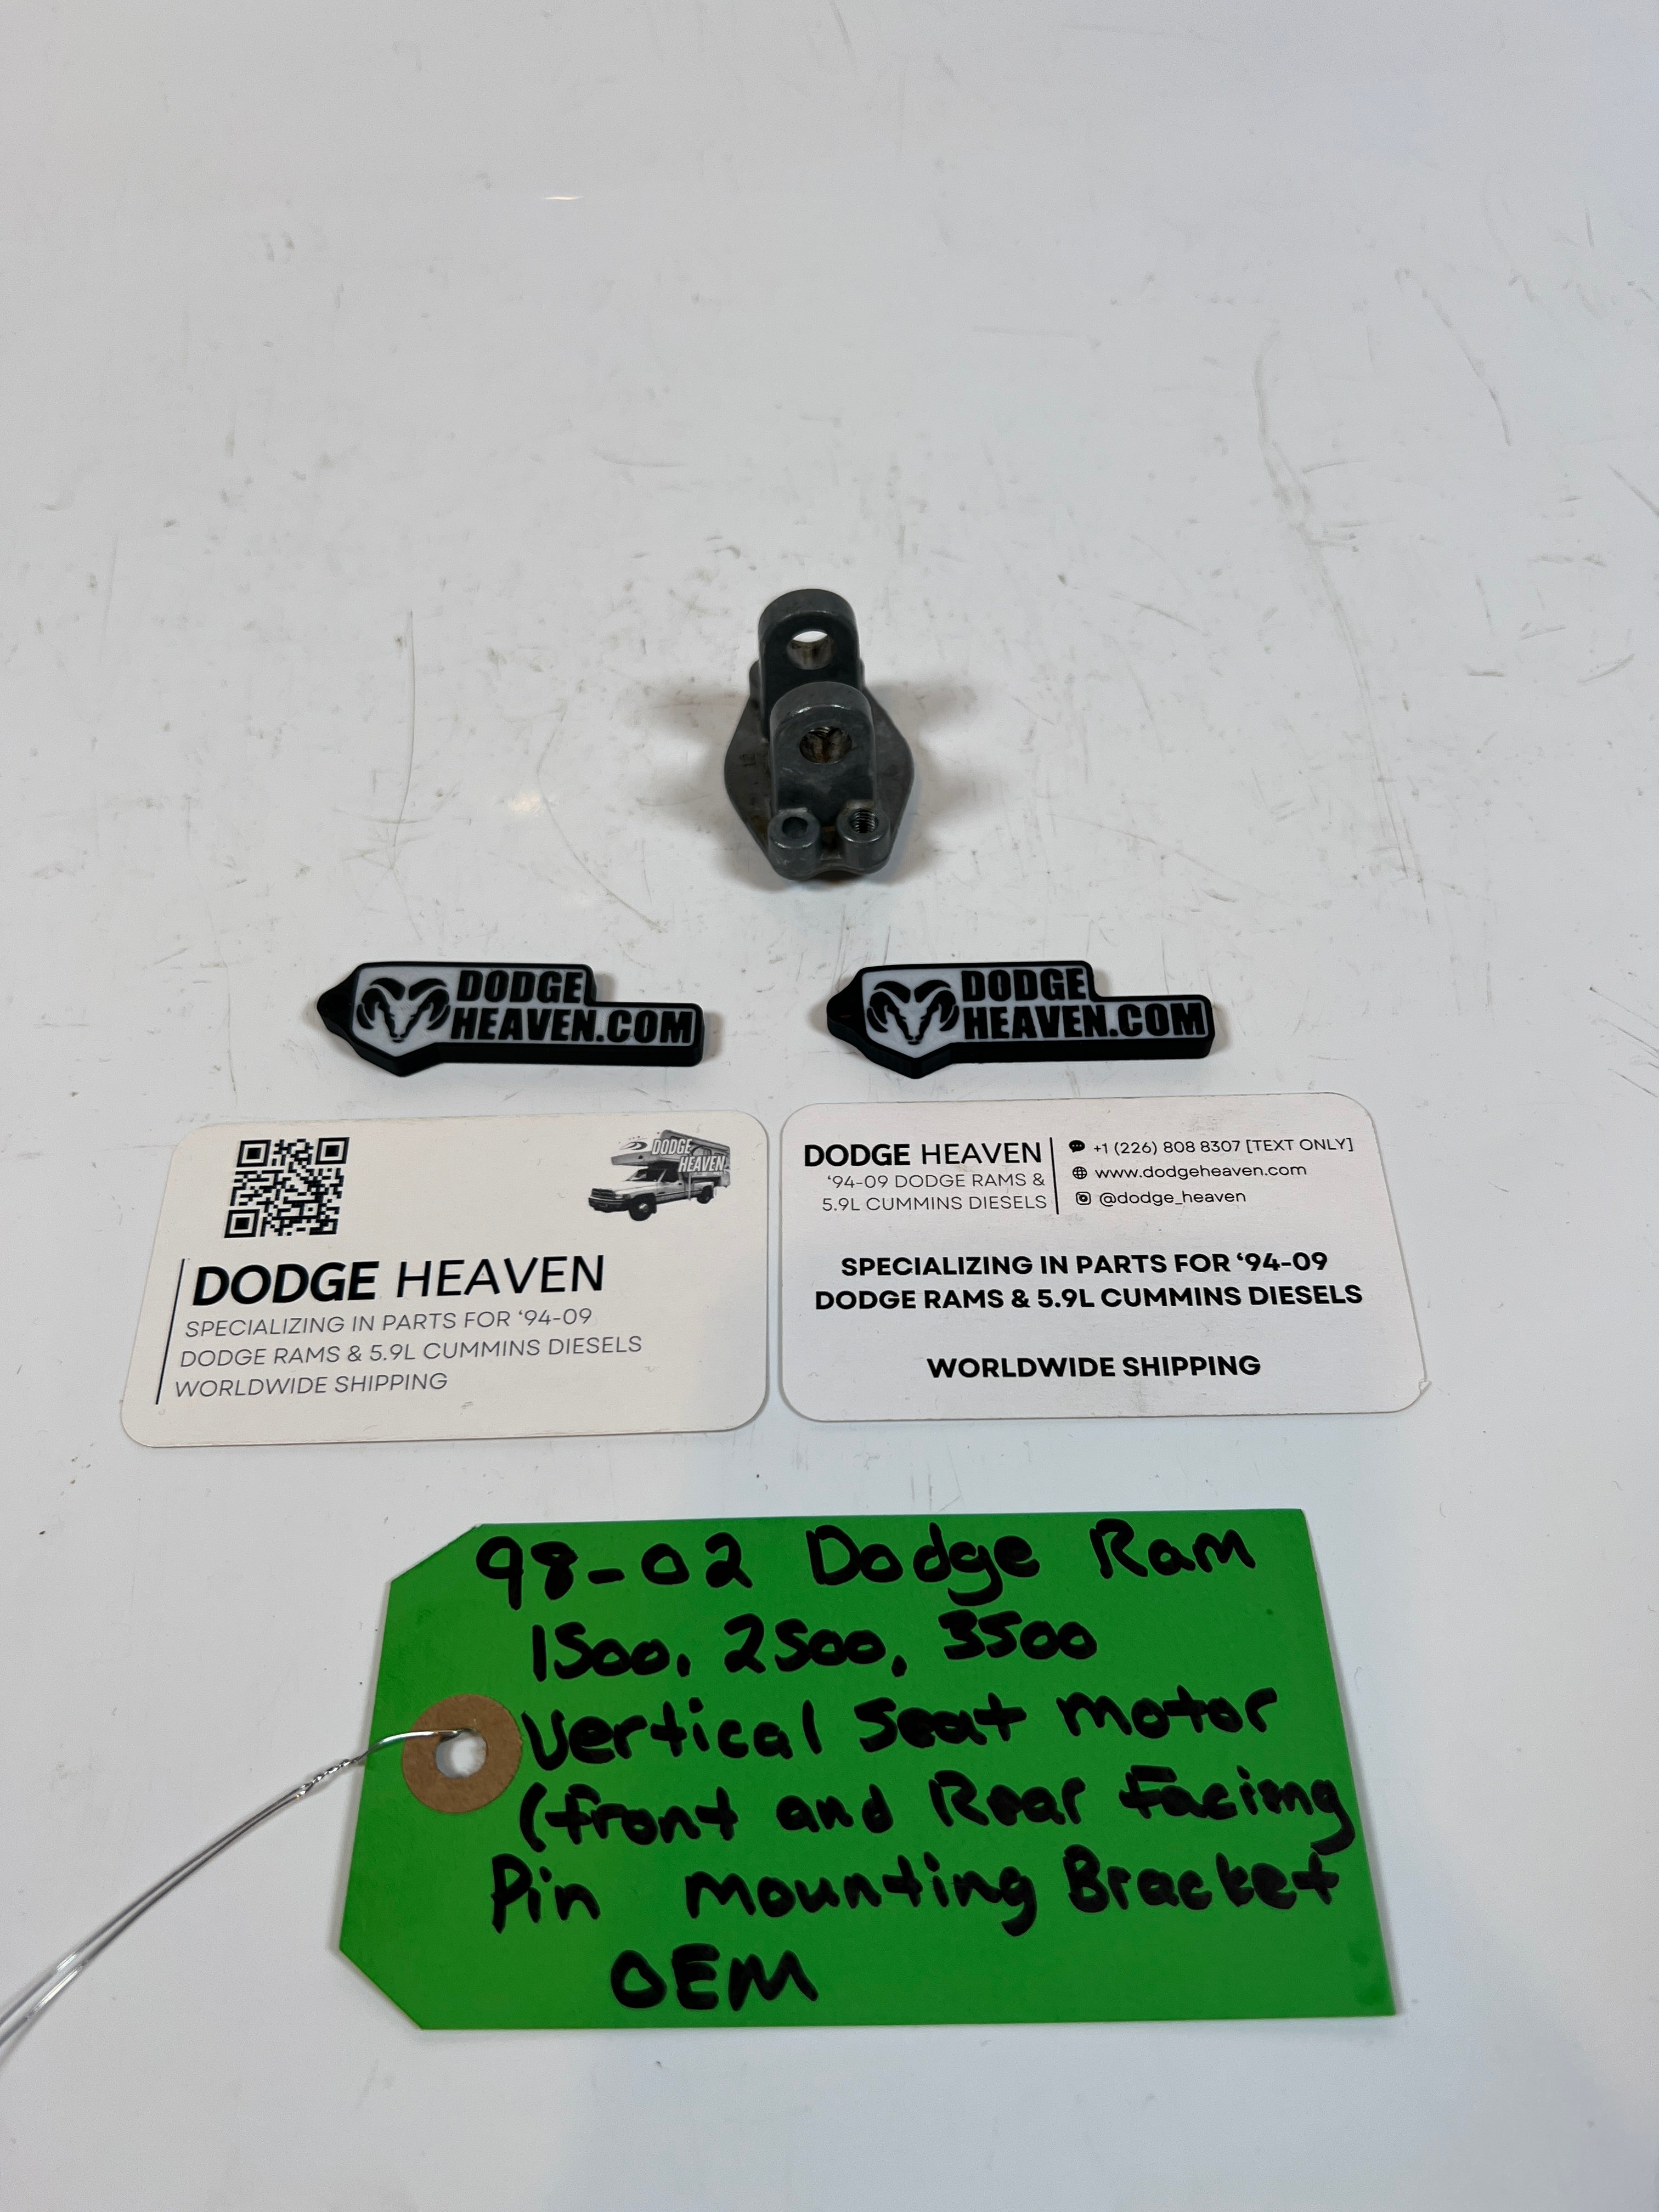 DODGE
HEAVEN.COM
DODGE
HEAVEN.COM
DODGE
HEAVEN
DODGE HEAVEN
SPECIALIZING IN PARTS FOR ‘94-09
DODGE RAMS & 5.9L CUMMINS DIESELS
WORLDWIDE SHIPPING
DODGE HEAVEN
‘94-09 DODGE RAMS &
5.9L CUMMINS DIESELS
+1 (226) 808 8307 [TEXT ONLY]
www.dodgeheaven.com
@dodge_heaven
SPECIALIZING IN PARTS FOR ‘94-09
DODGE RAMS & 5.9L CUMMINS DIESELS
WORLDWIDE SHIPPING
98-02 Dodge Ram
1500, 2500, 3500
Vertical Seat Motor
(front and Rear Facing
Pin mounting Bracket
OEM